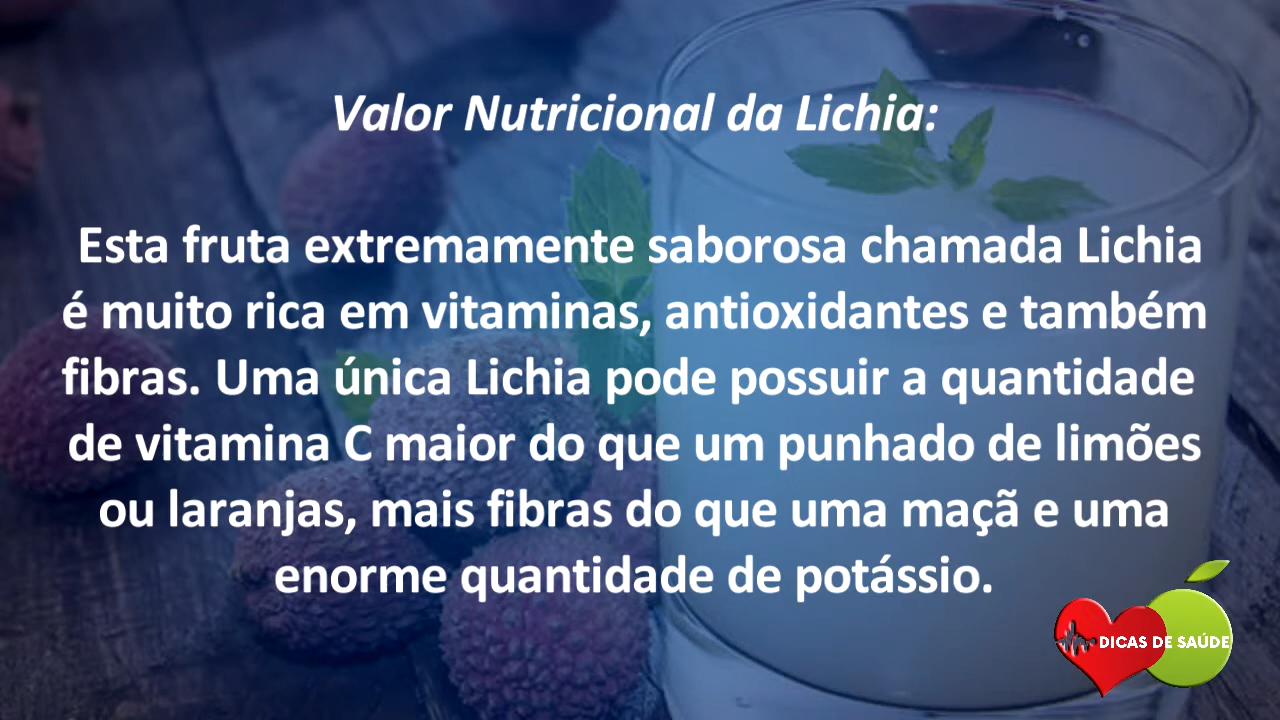 Valor Nutricional da Lichia:
Esta fruta extremamente saborosa chamada Lichia
é muito rica em vitaminas, antioxidantes e também
fibras. Uma única Lichia pode possuir a quantidade
de vitamina C maior do que um punhado de limões
ou laranjas, mais fibras do que uma maçã e uma
enorme quantidade de potássio.
DICAS DE SAÚDE